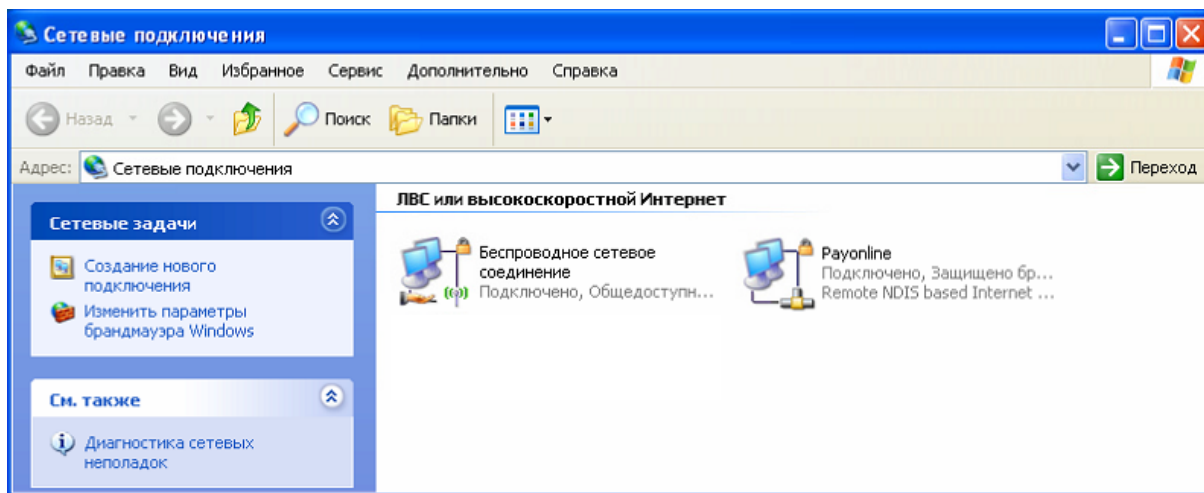 Сетевые подключения
Файл Правка Вид Избранное Сервис Дополнительно Справка
Назад Поиск Папки
Адрес: Сетевые подключения Переход
Сетевые задачи
Создание нового
подключения
Изменить параметры
брандмауэра Windows
См. также
Диагностика сетевых
неполадок
ЛВС или высокоскоростной Интернет
Беспроводное сетевое
соединение
Подключено, Общедоступн...
Payonline
Подключено, Защищено бр...
Remote NDIS based Internet ...